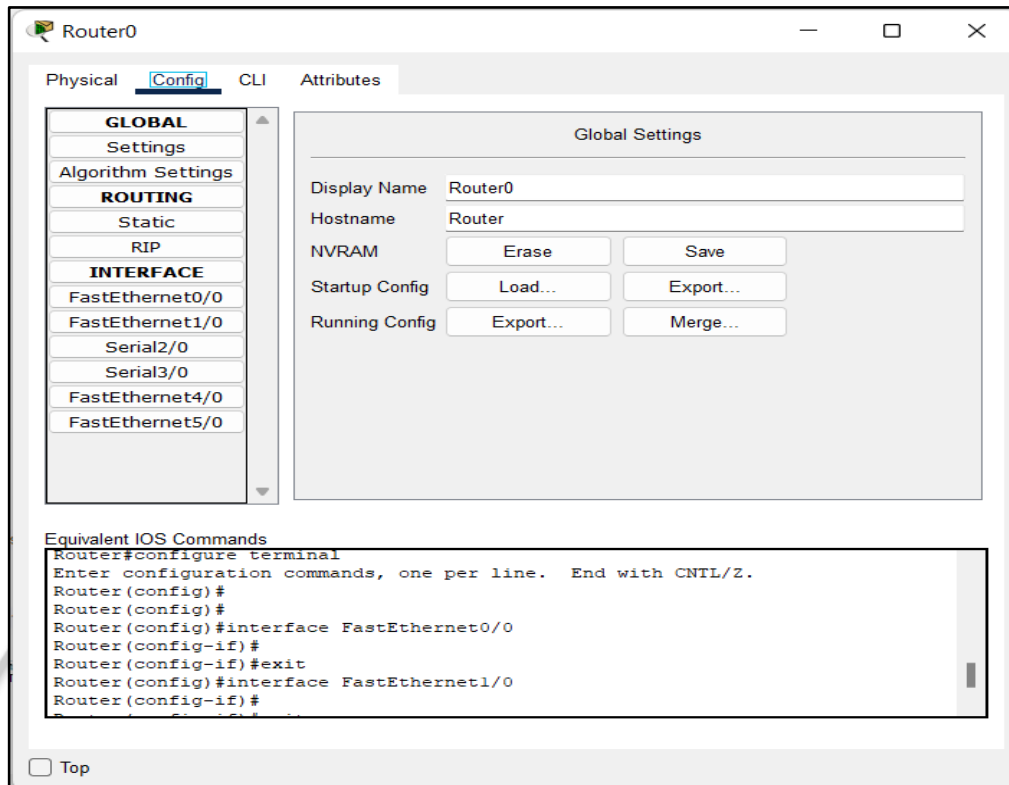 Router0
Physical Config CLI Attributes
GLOBAL
Settings
Algorithm Settings
ROUTING
Static
RIP
INTERFACE
FastEthernet0/0
FastEthernet1/0
Serial2/0
Serial3/0
FastEthernet4/0
FastEthernet5/0
Global Settings
Display Name Router0
Hostname Router
NVRAM Erase Save
Startup Config Load... Export...
Running Config Export... Merge...
Equivalent IOS Commands
Router#configure terminal
Enter configuration commands, one per line. End with CNTL/Z.
Router(config)#
Router(config)#
Router(config)#interface FastEthernet0/0
Router(config-if)#
Router(config-if)#exit
Router(config)#interface FastEthernet1/0
Router(config-if)#
Top